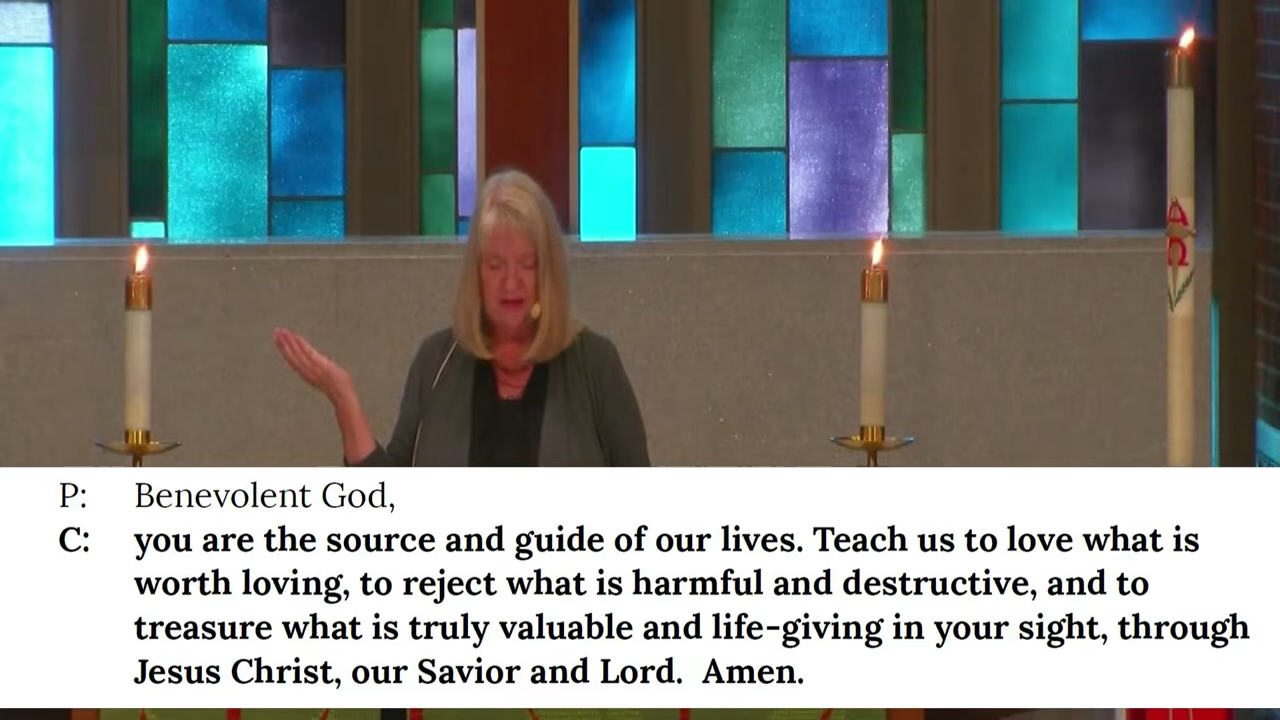 Α
Ω
P: Benevolent God,
C: you are the source and guide of our lives. Teach us to love what is
worth loving, to reject what is harmful and destructive, and to
treasure what is truly valuable and life-giving in your sight, through
Jesus Christ, our Savior and Lord. Amen.